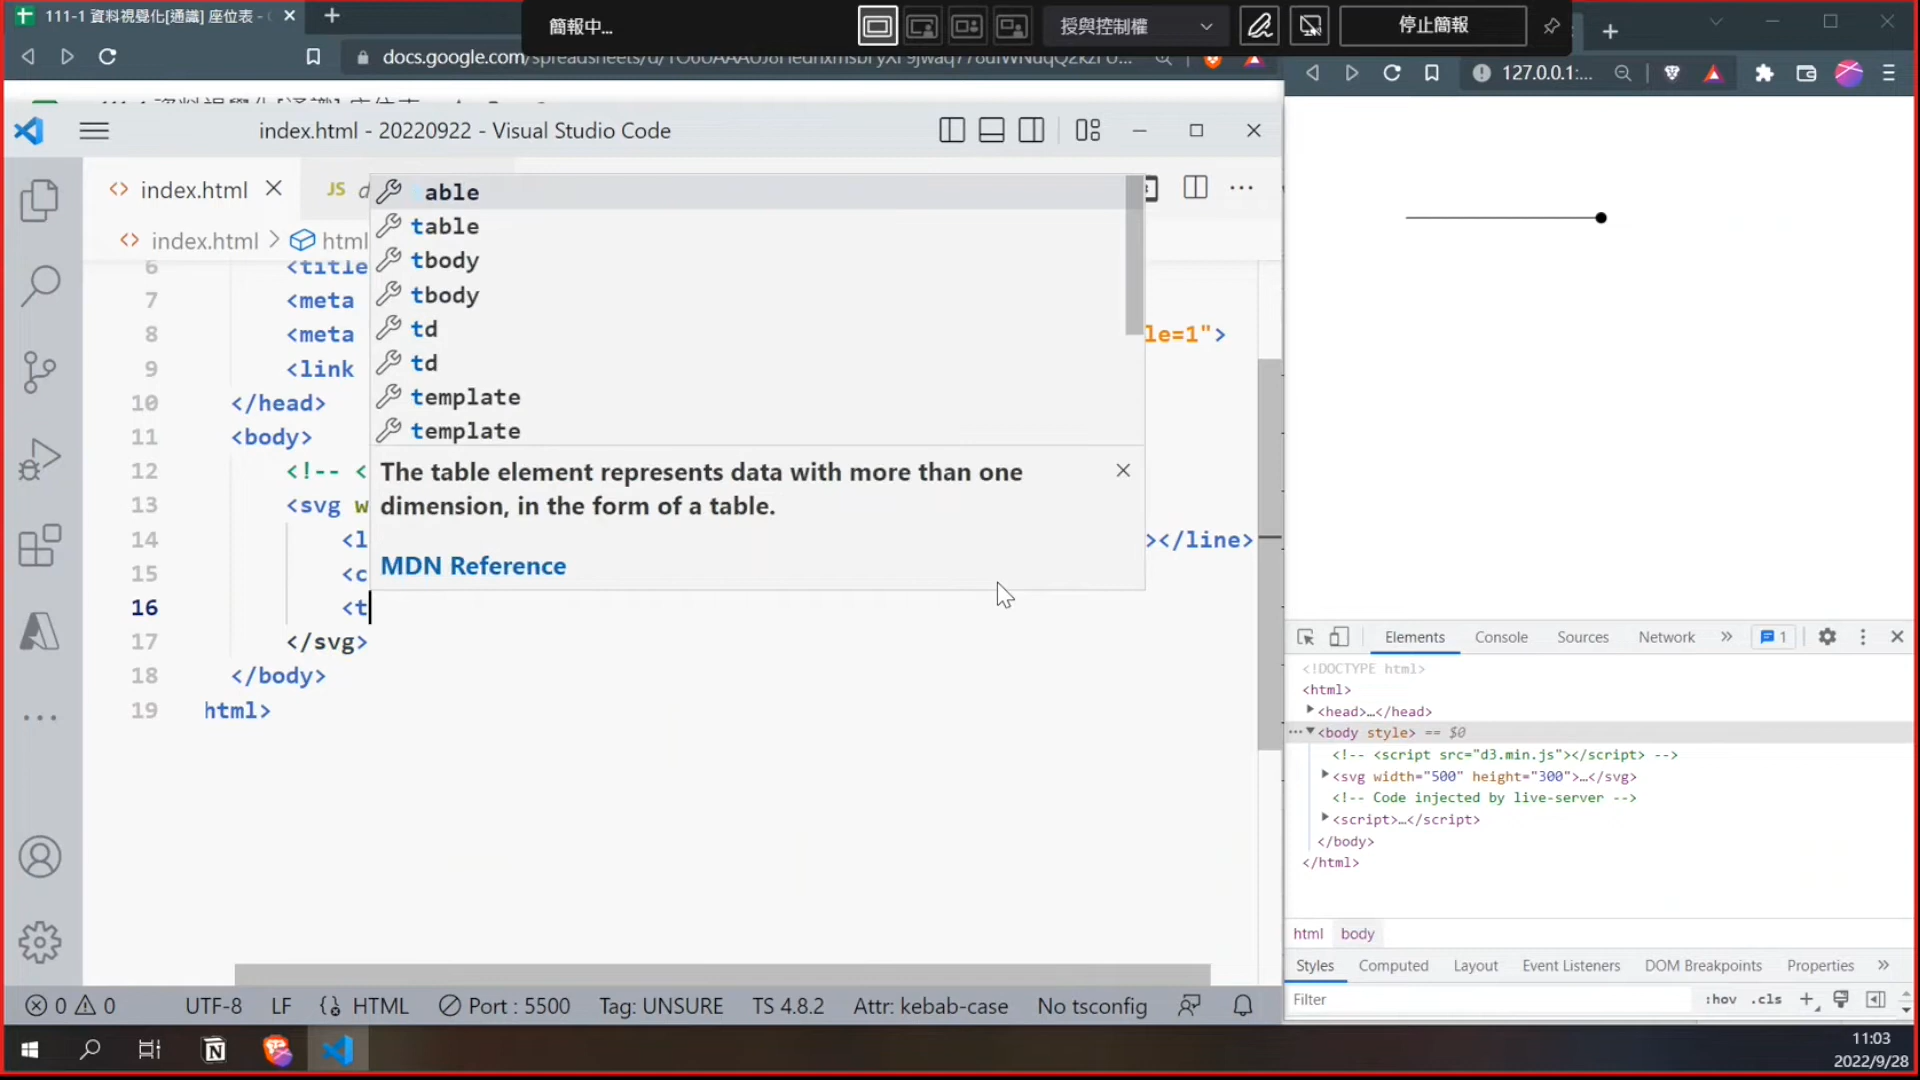 111-1 資料視覺化[通識] 座位表 -
簡報中...
授與控制權
停止簡報
docs.google.com
127.0.0.1:...
index.html - 20220922 - Visual Studio Code
index.html
JS
index.html > html
6 <title
7 <meta
8 <meta le=1">
9 <link
10 </head>
11 <body>
12 <!-- <
13 <svg w
14 <l ></line>
15 <c
16 <t
17 </svg>
18 </body>
19 html>
table
table
tbody
tbody
td
td
template
template
The table element represents data with more than one
dimension, in the form of a table.
MDN Reference
Elements Console Sources Network » 1
<!DOCTYPE html>
<html>
<head>…</head>
<body style> == $0
<!-- <script src="d3.min.js"></script> -->
<svg width="500" height="300">…</svg>
<!-- Code injected by live-server -->
<script>…</script>
</body>
</html>
html body
Styles Computed Layout Event Listeners DOM Breakpoints Properties »
Filter :hov .cls +
0 0 UTF-8 LF {} HTML Port : 5500 Tag: UNSURE TS 4.8.2 Attr: kebab-case No tsconfig
11:03
2022/9/28